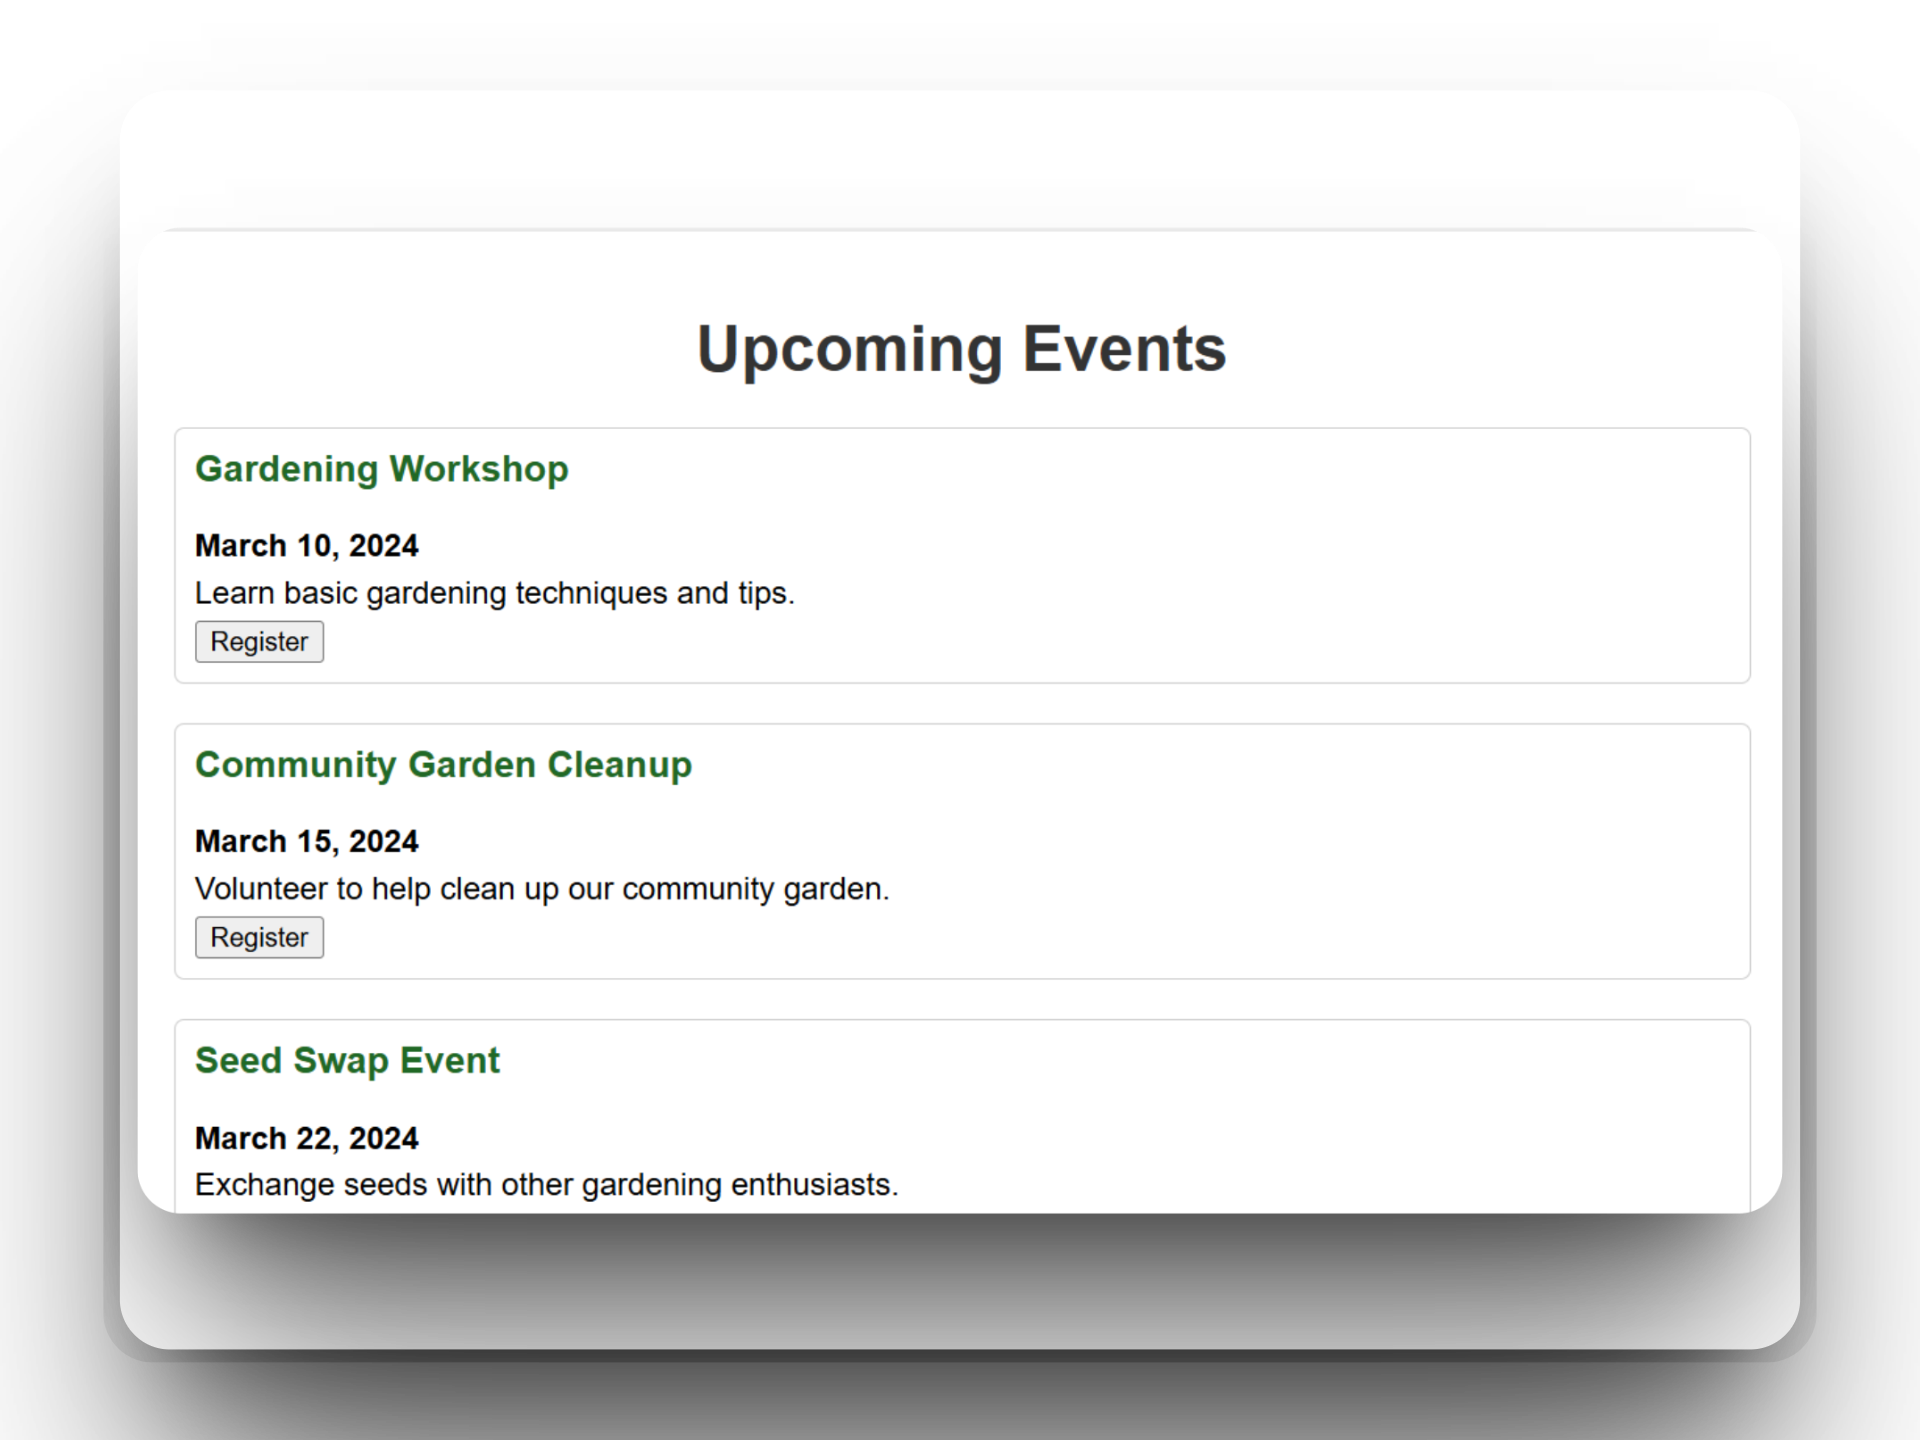 Upcoming Events
Gardening Workshop
March 10, 2024
Learn basic gardening techniques and tips.
Register
Community Garden Cleanup
March 15, 2024
Volunteer to help clean up our community garden.
Register
Seed Swap Event
March 22, 2024
Exchange seeds with other gardening enthusiasts.